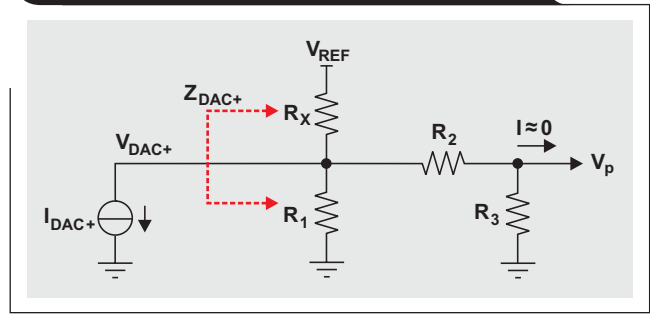 V_REF
Z_DAC+
R_X
V_DAC+
R_2
I ≈ 0
V_p
I_DAC+
R_1
R_3